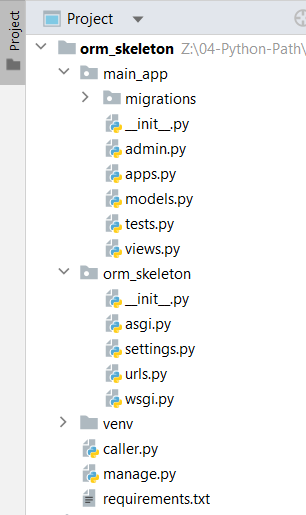 Project
Project
orm_skeleton Z:\04-Python-Path\
main_app
migrations
__init__.py
admin.py
apps.py
models.py
tests.py
views.py
orm_skeleton
__init__.py
asgi.py
settings.py
urls.py
wsgi.py
venv
caller.py
manage.py
requirements.txt